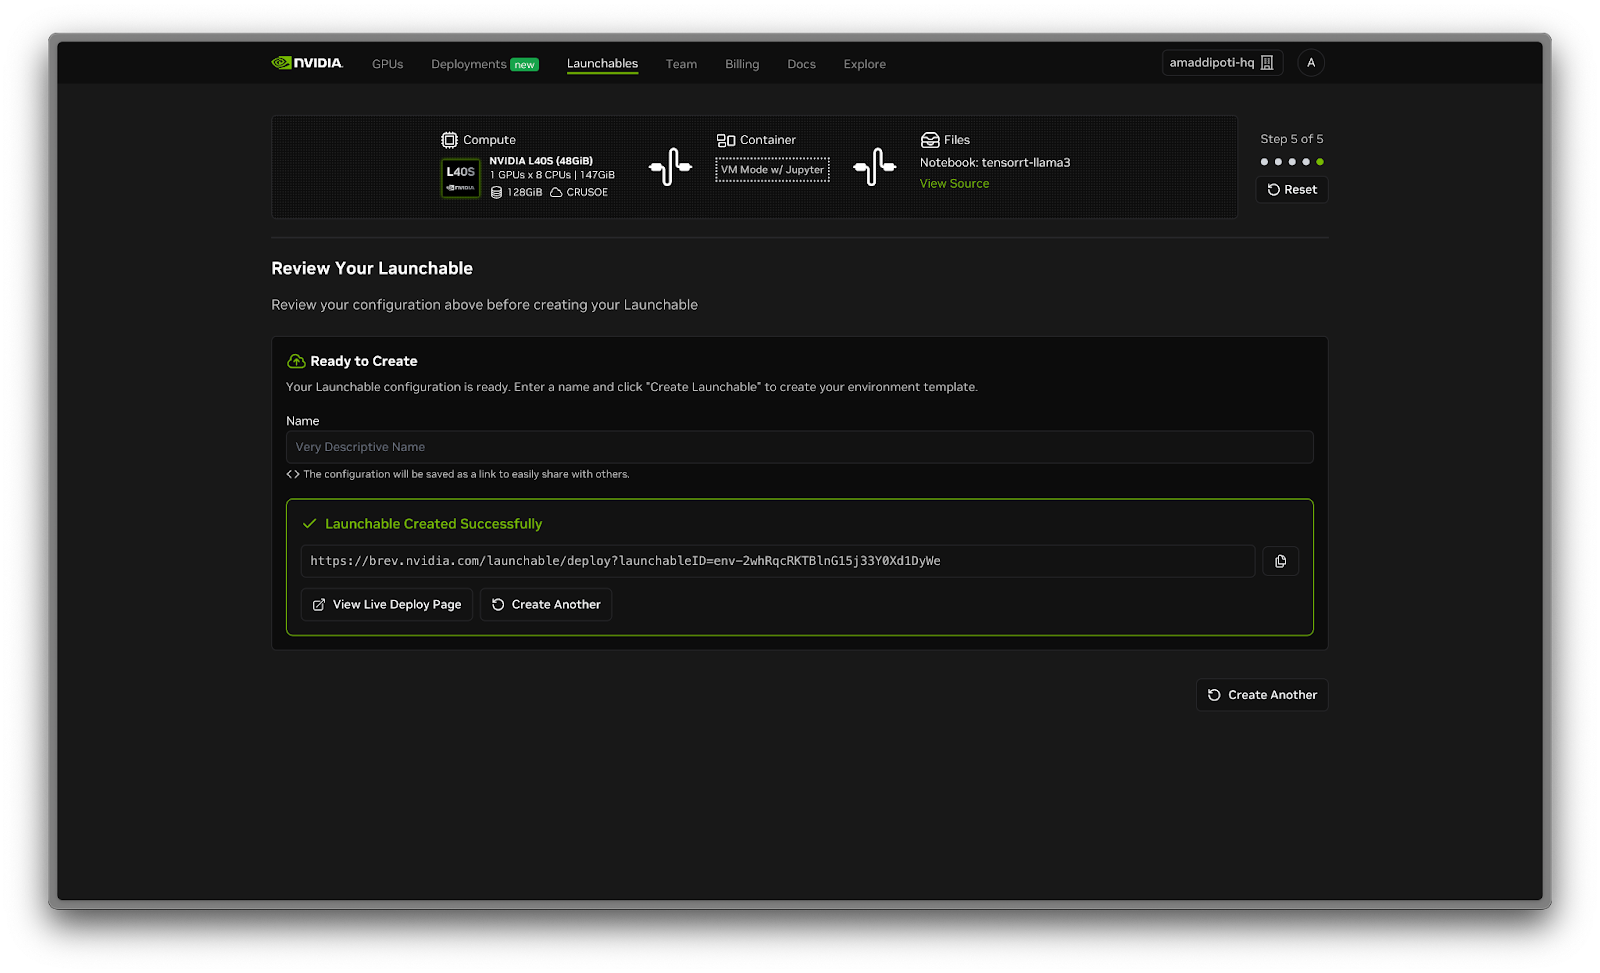 NVIDIA. GPUs Deployments new Launchables Team Billing Docs Explore amaddipoti-hq A
Compute
L40S
NVIDIA
NVIDIA L40S (48GiB)
1 GPUs x 8 CPUs | 147GiB
128GiB CRUSOE
Container
VM Mode w/ Jupyter
Files
Notebook: tensorrt-llama3
View Source
Step 5 of 5
Reset
Review Your Launchable
Review your configuration above before creating your Launchable
Ready to Create
Your Launchable configuration is ready. Enter a name and click "Create Launchable" to create your environment template.
Name
Very Descriptive Name
<> The configuration will be saved as a link to easily share with others.
Launchable Created Successfully
https://brev.nvidia.com/launchable/deploy?launchableID=env-2whRqcRKTBlnG15j33Y0Xd1DyWe
View Live Deploy Page Create Another
Create Another